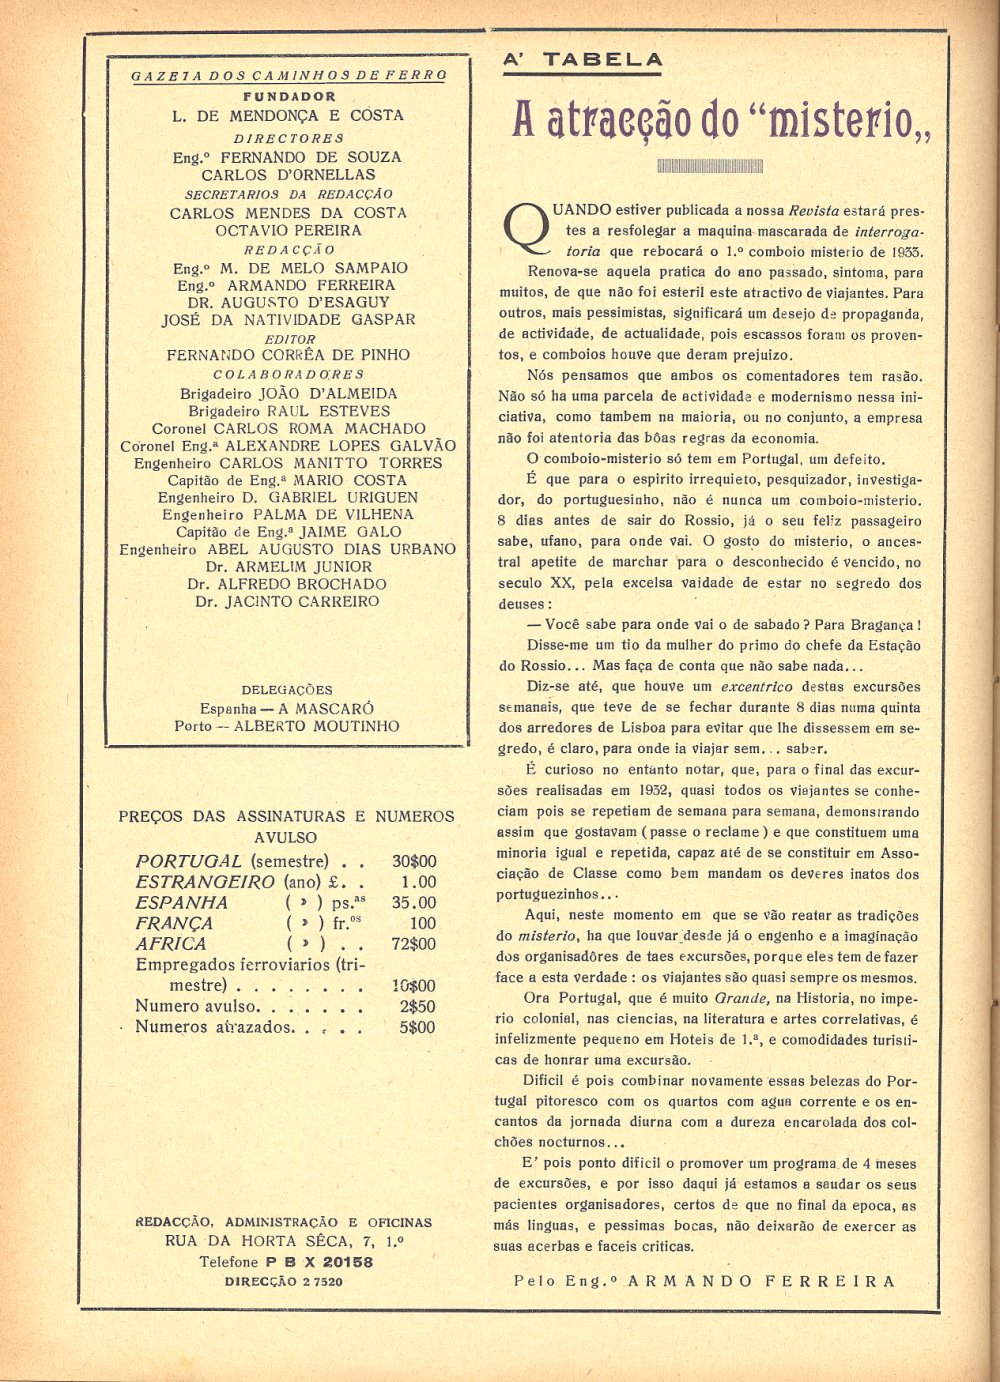 GAZETA DOS CAMINHOS DE FERRO
FUNDADOR
L. DE MENDONÇA E COSTA
DIRECTORES
Eng.º FERNANDO DE SOUZA
CARLOS D'ORNELLAS
SECRETARIOS DA REDACÇÃO
CARLOS MENDES DA COSTA
OCTAVIO PEREIRA
REDACÇÃO
Eng.º M. DE MELO SAMPAIO
Eng.º ARMANDO FERREIRA
DR. AUGUSTO D'ESAGUY
JOSÉ DA NATIVIDADE GASPAR
EDITOR
FERNANDO CORRÊA DE PINHO
COLABORADORES
Brigadeiro JOÃO D'ALMEIDA
Brigadeiro RAUL ESTEVES
Coronel CARLOS ROMA MACHADO
Coronel Eng.ª ALEXANDRE LOPES GALVÃO
Engenheiro CARLOS MANITTO TORRES
Capitão de Eng.ª MARIO COSTA
Engenheiro D. GABRIEL URIGUEN
Engenheiro PALMA DE VILHENA
Capitão de Eng.ª JAIME GALO
Engenheiro ABEL AUGUSTO DIAS URBANO
Dr. ARMELIM JUNIOR
Dr. ALFREDO BROCHADO
Dr. JACINTO CARREIRO
DELEGAÇÕES
Espanha — A MASCARÓ
Porto — ALBERTO MOUTINHO
PREÇOS DAS ASSINATURAS E NUMEROS
AVULSO
PORTUGAL (semestre) . . 30$00
ESTRANGEIRO (ano) £. . 1.00
ESPANHA ( » ) ps.as 35.00
FRANÇA ( » ) fr.os 100
AFRICA ( » ) . . 72$00
Empregados ferroviarios (tri-
mestre) . . . . . . . . 10$00
Numero avulso. . . . . . . 2$50
Numeros atrazados. . . . . 5$00
REDACÇÃO, ADMINISTRAÇÃO E OFICINAS
RUA DA HORTA SÊCA, 7, 1.º
Telefone P B X 20158
DIRECÇÃO 2 7520
A' TABELA
A atracção do “misterio„
QUANDO estiver publicada a nossa Revista estará pres-
tes a resfolegar a maquina mascarada de interroga-
toria que rebocará o 1.º comboio misterio de 1933.
Renova-se aquela pratica do ano passado, sintoma, para
muitos, de que não foi esteril este atractivo de viajantes. Para
outros, mais pessimistas, significará um desejo de propaganda,
de actividade, de actualidade, pois escassos foram os proven-
tos, e comboios houve que deram prejuizo.
Nós pensamos que ambos os comentadores tem rasão.
Não só ha uma parcela de actividade e modernismo nessa ini-
ciativa, como tambem na maioria, ou no conjunto, a empresa
não foi atentoria das bôas regras da economia.
O comboio-misterio só tem em Portugal, um defeito.
É que para o espirito irrequieto, pesquizador, investiga-
dor, do portuguesinho, não é nunca um comboio-misterio.
8 dias antes de sair do Rossio, já o seu feliz passageiro
sabe, ufano, para onde vai. O gosto do misterio, o ances-
tral apetite de marchar para o desconhecido é vencido, no
seculo XX, pela excelsa vaidade de estar no segredo dos
deuses :
— Você sabe para onde vai o de sabado ? Para Bragança !
Disse-me um tio da mulher do primo do chefe da Estação
do Rossio... Mas faça de conta que não sabe nada...
Diz-se até, que houve um excentrico destas excursões
semanais, que teve de se fechar durante 8 dias numa quinta
dos arredores de Lisboa para evitar que lhe dissessem em se-
gredo, é claro, para onde ia viajar sem... saber.
É curioso no entanto notar, que, para o final das excur-
sões realisadas em 1932, quasi todos os viajantes se conhe-
ciam pois se repetiam de semana para semana, demonstrando
assim que gostavam ( passe o reclame ) e que constituem uma
minoria igual e repetida, capaz até de se constituir em Asso-
ciação de Classe como bem mandam os deveres inatos dos
portuguezinhos...
Aqui, neste momento em que se vão reatar as tradições
do misterio, ha que louvar desde já o engenho e a imaginação
dos organisadôres de taes excursões, porque eles tem de fazer
face a esta verdade : os viajantes são quasi sempre os mesmos.
Ora Portugal, que é muito Grande, na Historia, no impe-
rio colonial, nas ciencias, na literatura e artes correlativas, é
infelizmente pequeno em Hoteis de 1.ª, e comodidades turisti-
cas de honrar uma excursão.
Dificil é pois combinar novamente essas belezas do Por-
tugal pitoresco com os quartos com agua corrente e os en-
cantos da jornada diurna com a dureza encarolada dos col-
chões nocturnos...
E' pois ponto dificil o promover um programa de 4 meses
de excursões, e por isso daqui já estamos a saudar os seus
pacientes organisadores, certos de que no final da epoca, as
más linguas, e pessimas bocas, não deixarão de exercer as
suas acerbas e faceis criticas.
Pelo Eng.º ARMANDO FERREIRA